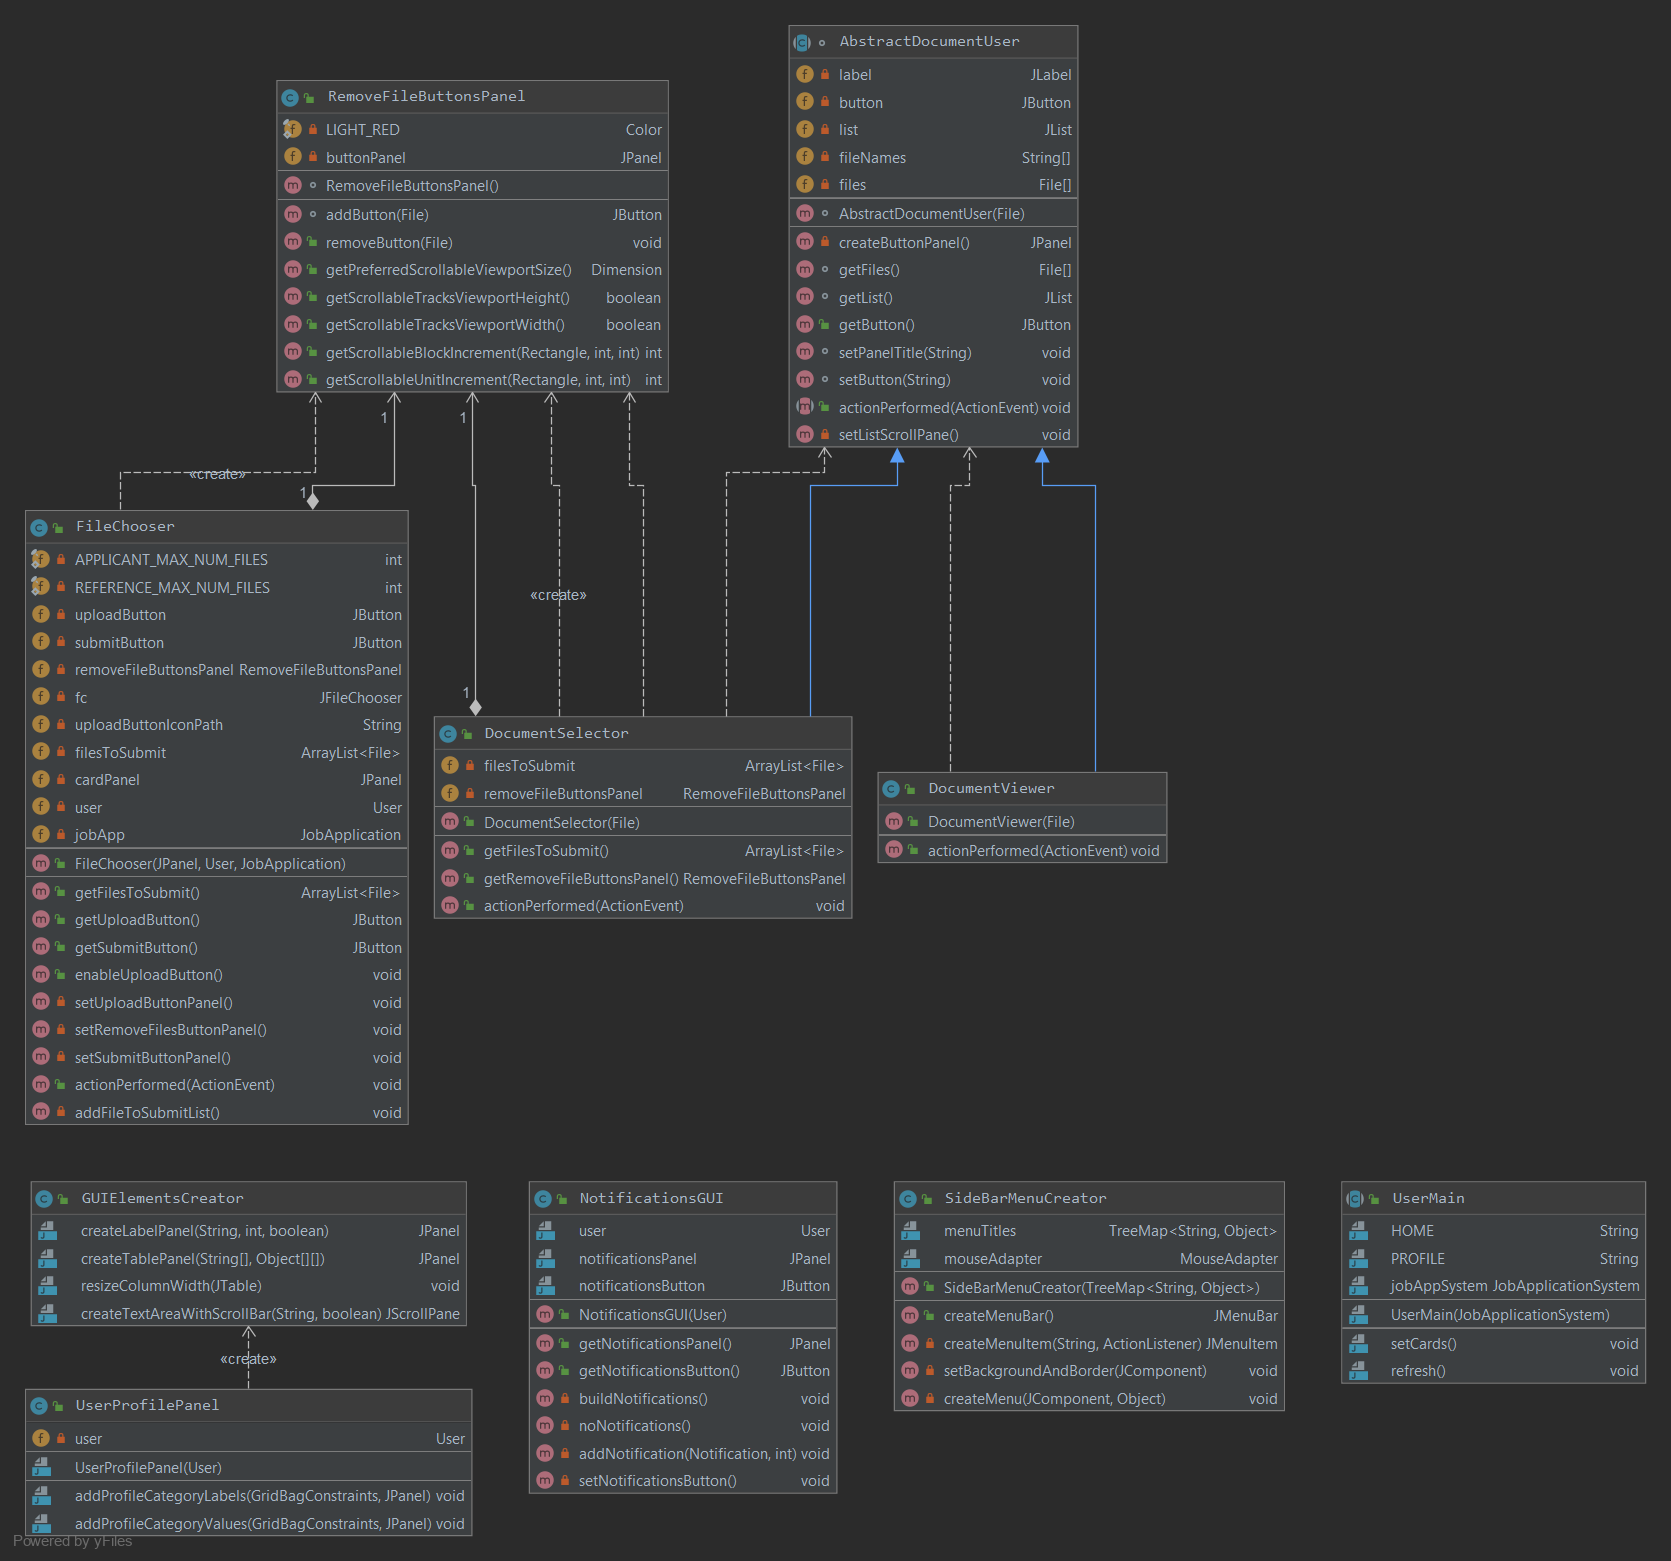 AbstractDocumentUser
label JLabel
button JButton
list JList
fileNames String[]
files File[]
AbstractDocumentUser(File)
createButtonPanel() JPanel
getFiles() File[]
getList() JList
getButton() JButton
setPanelTitle(String) void
setButton(String) void
actionPerformed(ActionEvent) void
setListScrollPane() void
RemoveFileButtonsPanel
LIGHT_RED Color
buttonPanel JPanel
RemoveFileButtonsPanel()
addButton(File) JButton
removeButton(File) void
getPreferredScrollableViewportSize() Dimension
getScrollableTracksViewportHeight() boolean
getScrollableTracksViewportWidth() boolean
getScrollableBlockIncrement(Rectangle, int, int) int
getScrollableUnitIncrement(Rectangle, int, int) int
1
1
«create»
1
«create»
1
FileChooser
APPLICANT_MAX_NUM_FILES int
REFERENCE_MAX_NUM_FILES int
uploadButton JButton
submitButton JButton
removeFileButtonsPanel RemoveFileButtonsPanel
fc JFileChooser
uploadButtonIconPath String
filesToSubmit ArrayList<File>
cardPanel JPanel
user User
jobApp JobApplication
FileChooser(JPanel, User, JobApplication)
getFilesToSubmit() ArrayList<File>
getUploadButton() JButton
getSubmitButton() JButton
enableUploadButton() void
setUploadButtonPanel() void
setRemoveFilesButtonPanel() void
setSubmitButtonPanel() void
actionPerformed(ActionEvent) void
addFileToSubmitList() void
DocumentSelector
filesToSubmit ArrayList<File>
removeFileButtonsPanel RemoveFileButtonsPanel
DocumentSelector(File)
getFilesToSubmit() ArrayList<File>
getRemoveFileButtonsPanel() RemoveFileButtonsPanel
actionPerformed(ActionEvent) void
DocumentViewer
DocumentViewer(File)
actionPerformed(ActionEvent) void
GUIElementsCreator
createLabelPanel(String, int, boolean) JPanel
createTablePanel(String[], Object[][]) JPanel
resizeColumnWidth(JTable) void
createTextAreaWithScrollBar(String, boolean) JScrollPane
«create»
UserProfilePanel
user User
UserProfilePanel(User)
addProfileCategoryLabels(GridBagConstraints, JPanel) void
addProfileCategoryValues(GridBagConstraints, JPanel) void
NotificationsGUI
user User
notificationsPanel JPanel
notificationsButton JButton
NotificationsGUI(User)
getNotificationsPanel() JPanel
getNotificationsButton() JButton
buildNotifications() void
noNotifications() void
addNotification(Notification, int) void
setNotificationsButton() void
SideBarMenuCreator
menuTitles TreeMap<String, Object>
mouseAdapter MouseAdapter
SideBarMenuCreator(TreeMap<String, Object>)
createMenuBar() JMenuBar
createMenuItem(String, ActionListener) JMenuItem
setBackgroundAndBorder(JComponent) void
createMenu(JComponent, Object) void
UserMain
HOME String
PROFILE String
jobAppSystem JobApplicationSystem
UserMain(JobApplicationSystem)
setCards() void
refresh() void
Powered by yFiles